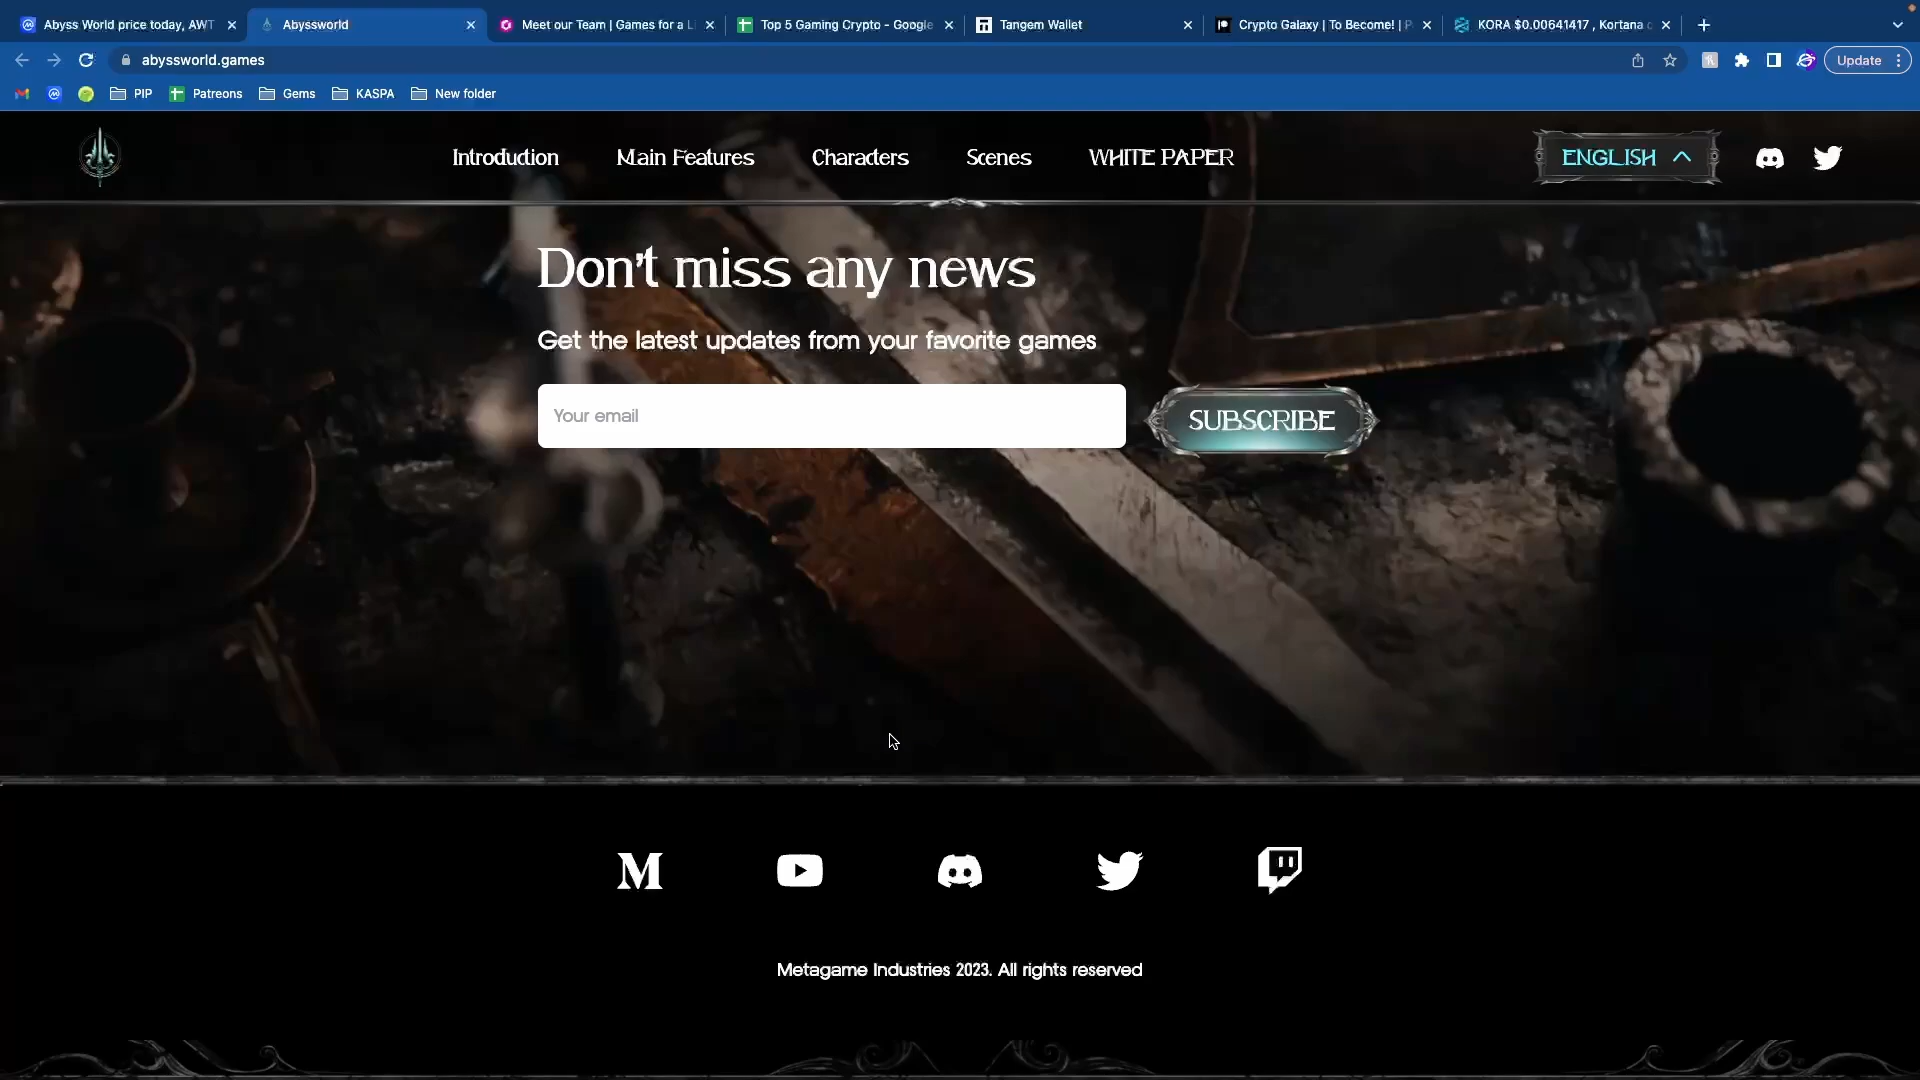 Abyss World price today, AWT
Abyssworld
Meet our Team | Games for a Li
Top 5 Gaming Crypto - Google
Tangem Wallet
Crypto Galaxy | To Become! | P
KORA $0.00641417 , Kortana c
abyssworld.games
Update
PIP
Patreons
Gems
KASPA
New folder
Introduction
Main Features
Characters
Scenes
WHITE PAPER
ENGLISH
Don't miss any news
Get the latest updates from your favorite games
Your email
SUBSCRIBE
Metagame Industries 2023. All rights reserved